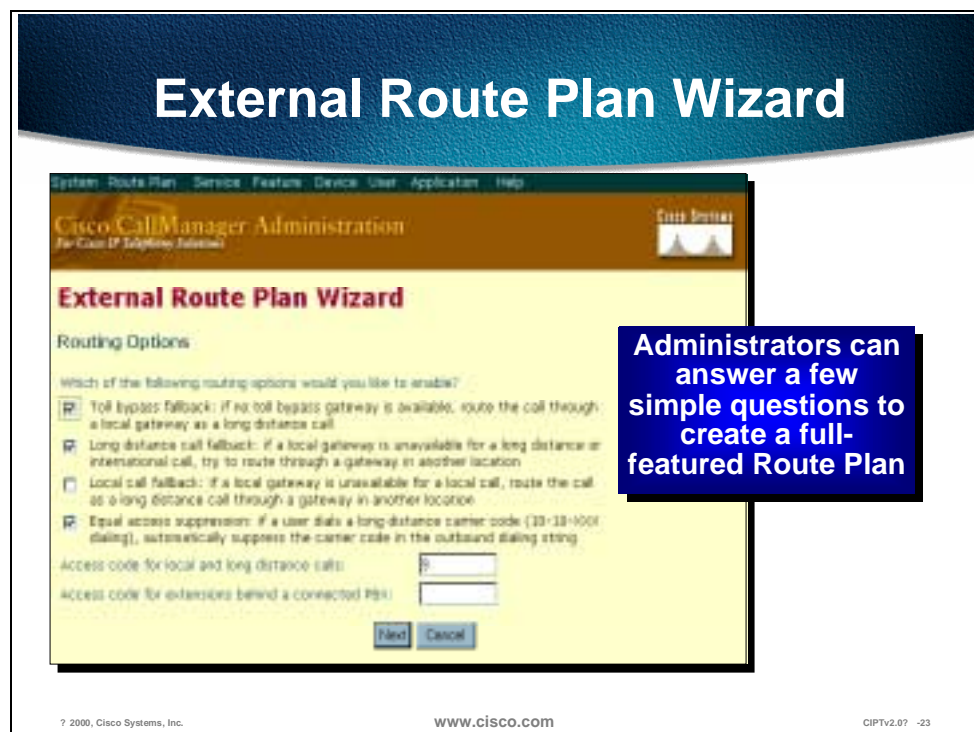 External Route Plan Wizard
System Route Plan Service Feature Device User Application Help
Cisco CallManager Administration
For Cisco IP Telephony Solutions
Cisco Systems
External Route Plan Wizard
Routing Options
Which of the following routing options would you like to enable?
Toll bypass fallback: if no toll bypass gateway is available, route the call through
a local gateway as a long distance call
Long distance call fallback: if a local gateway is unavailable for a long distance or
international call, try to route through a gateway in another location
Local call fallback: if a local gateway is unavailable for a local call, route the call
as a long distance call through a gateway in another location
Equal access suppression: if a user dials a long distance carrier code (10-10-XXX
dialing), automatically suppress the carrier code in the outbound dialing string
Access code for local and long distance calls: 9
Access code for extensions behind a connected PBX:
Next Cancel
Administrators can
answer a few
simple questions to
create a full-
featured Route Plan
? 2000, Cisco Systems, Inc. www.cisco.com CIPTv2.0? -23